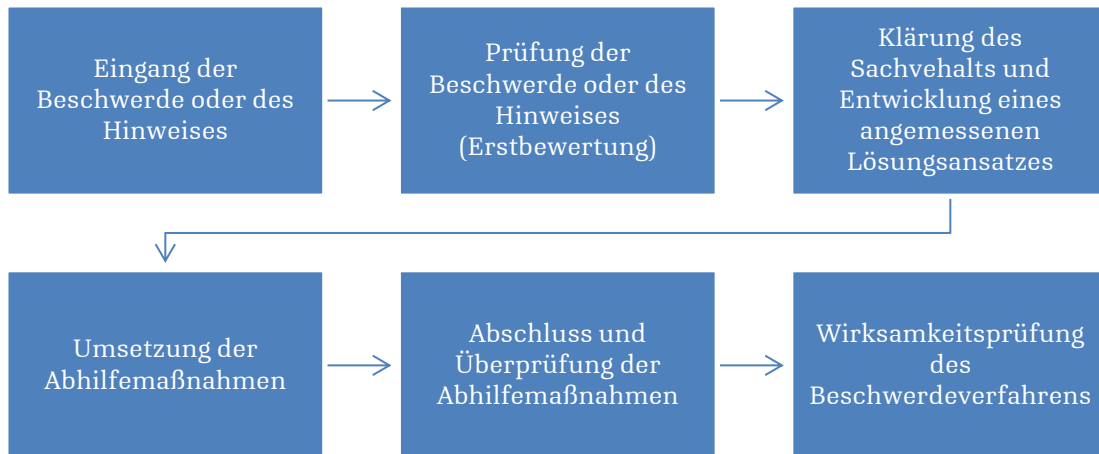 Eingang der
Beschwerde oder des
Hinweises
Prüfung der
Beschwerde oder des
Hinweises
(Erstbewertung)
Klärung des
Sachvehalts und
Entwicklung eines
angemessenen
Lösungsansatzes
Umsetzung der
Abhilfemaßnahmen
Abschluss und
Überprüfung der
Abhilfemaßnahmen
Wirksamkeitsprüfung
des
Beschwerdeverfahrens